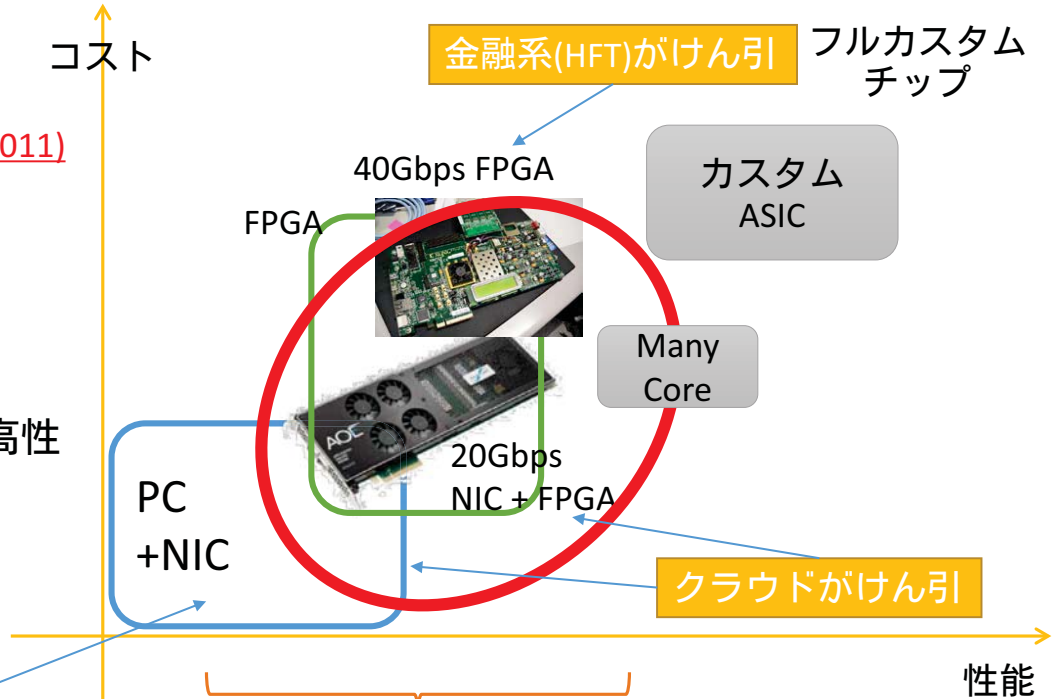 コスト
金融系(HFT)がけん引
フルカスタム
チップ
011)
40Gbps FPGA
カスタム
ASIC
FPGA
Many
Core
高性
AOC
20Gbps
NIC + FPGA
PC
+NIC
クラウドがけん引
性能